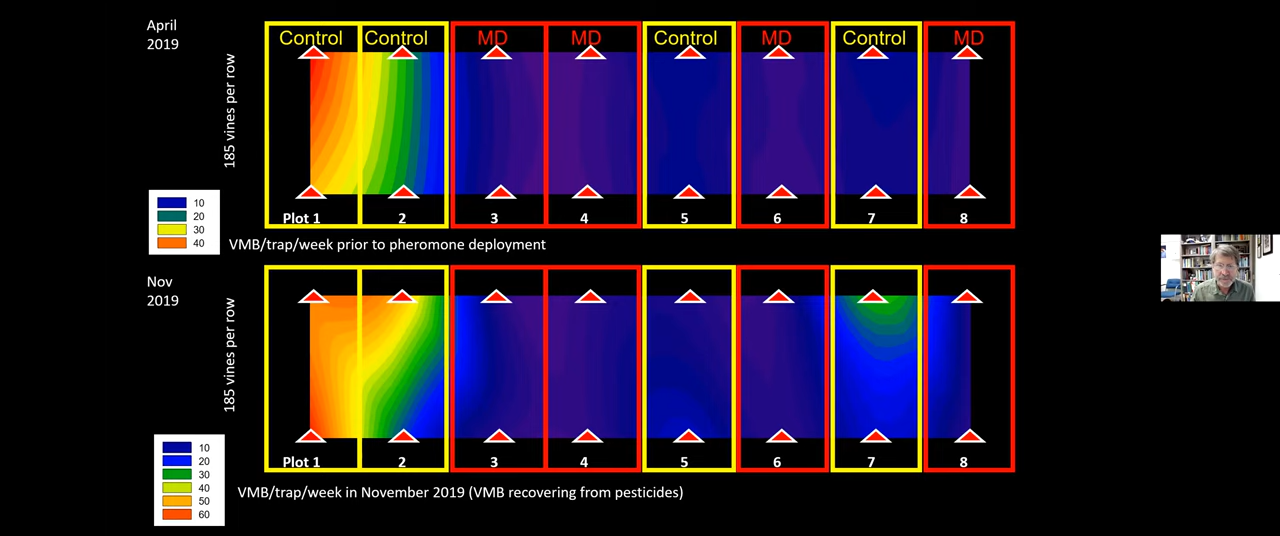 April
2019
Control Control MD MD Control MD Control MD
185 vines per row
Plot 1 2 3 4 5 6 7 8
10
20
30
40
VMB/trap/week prior to pheromone deployment
Nov
2019
185 vines per row
Plot 1 2 3 4 5 6 7 8
10
20
30
40
50
60
VMB/trap/week in November 2019 (VMB recovering from pesticides)